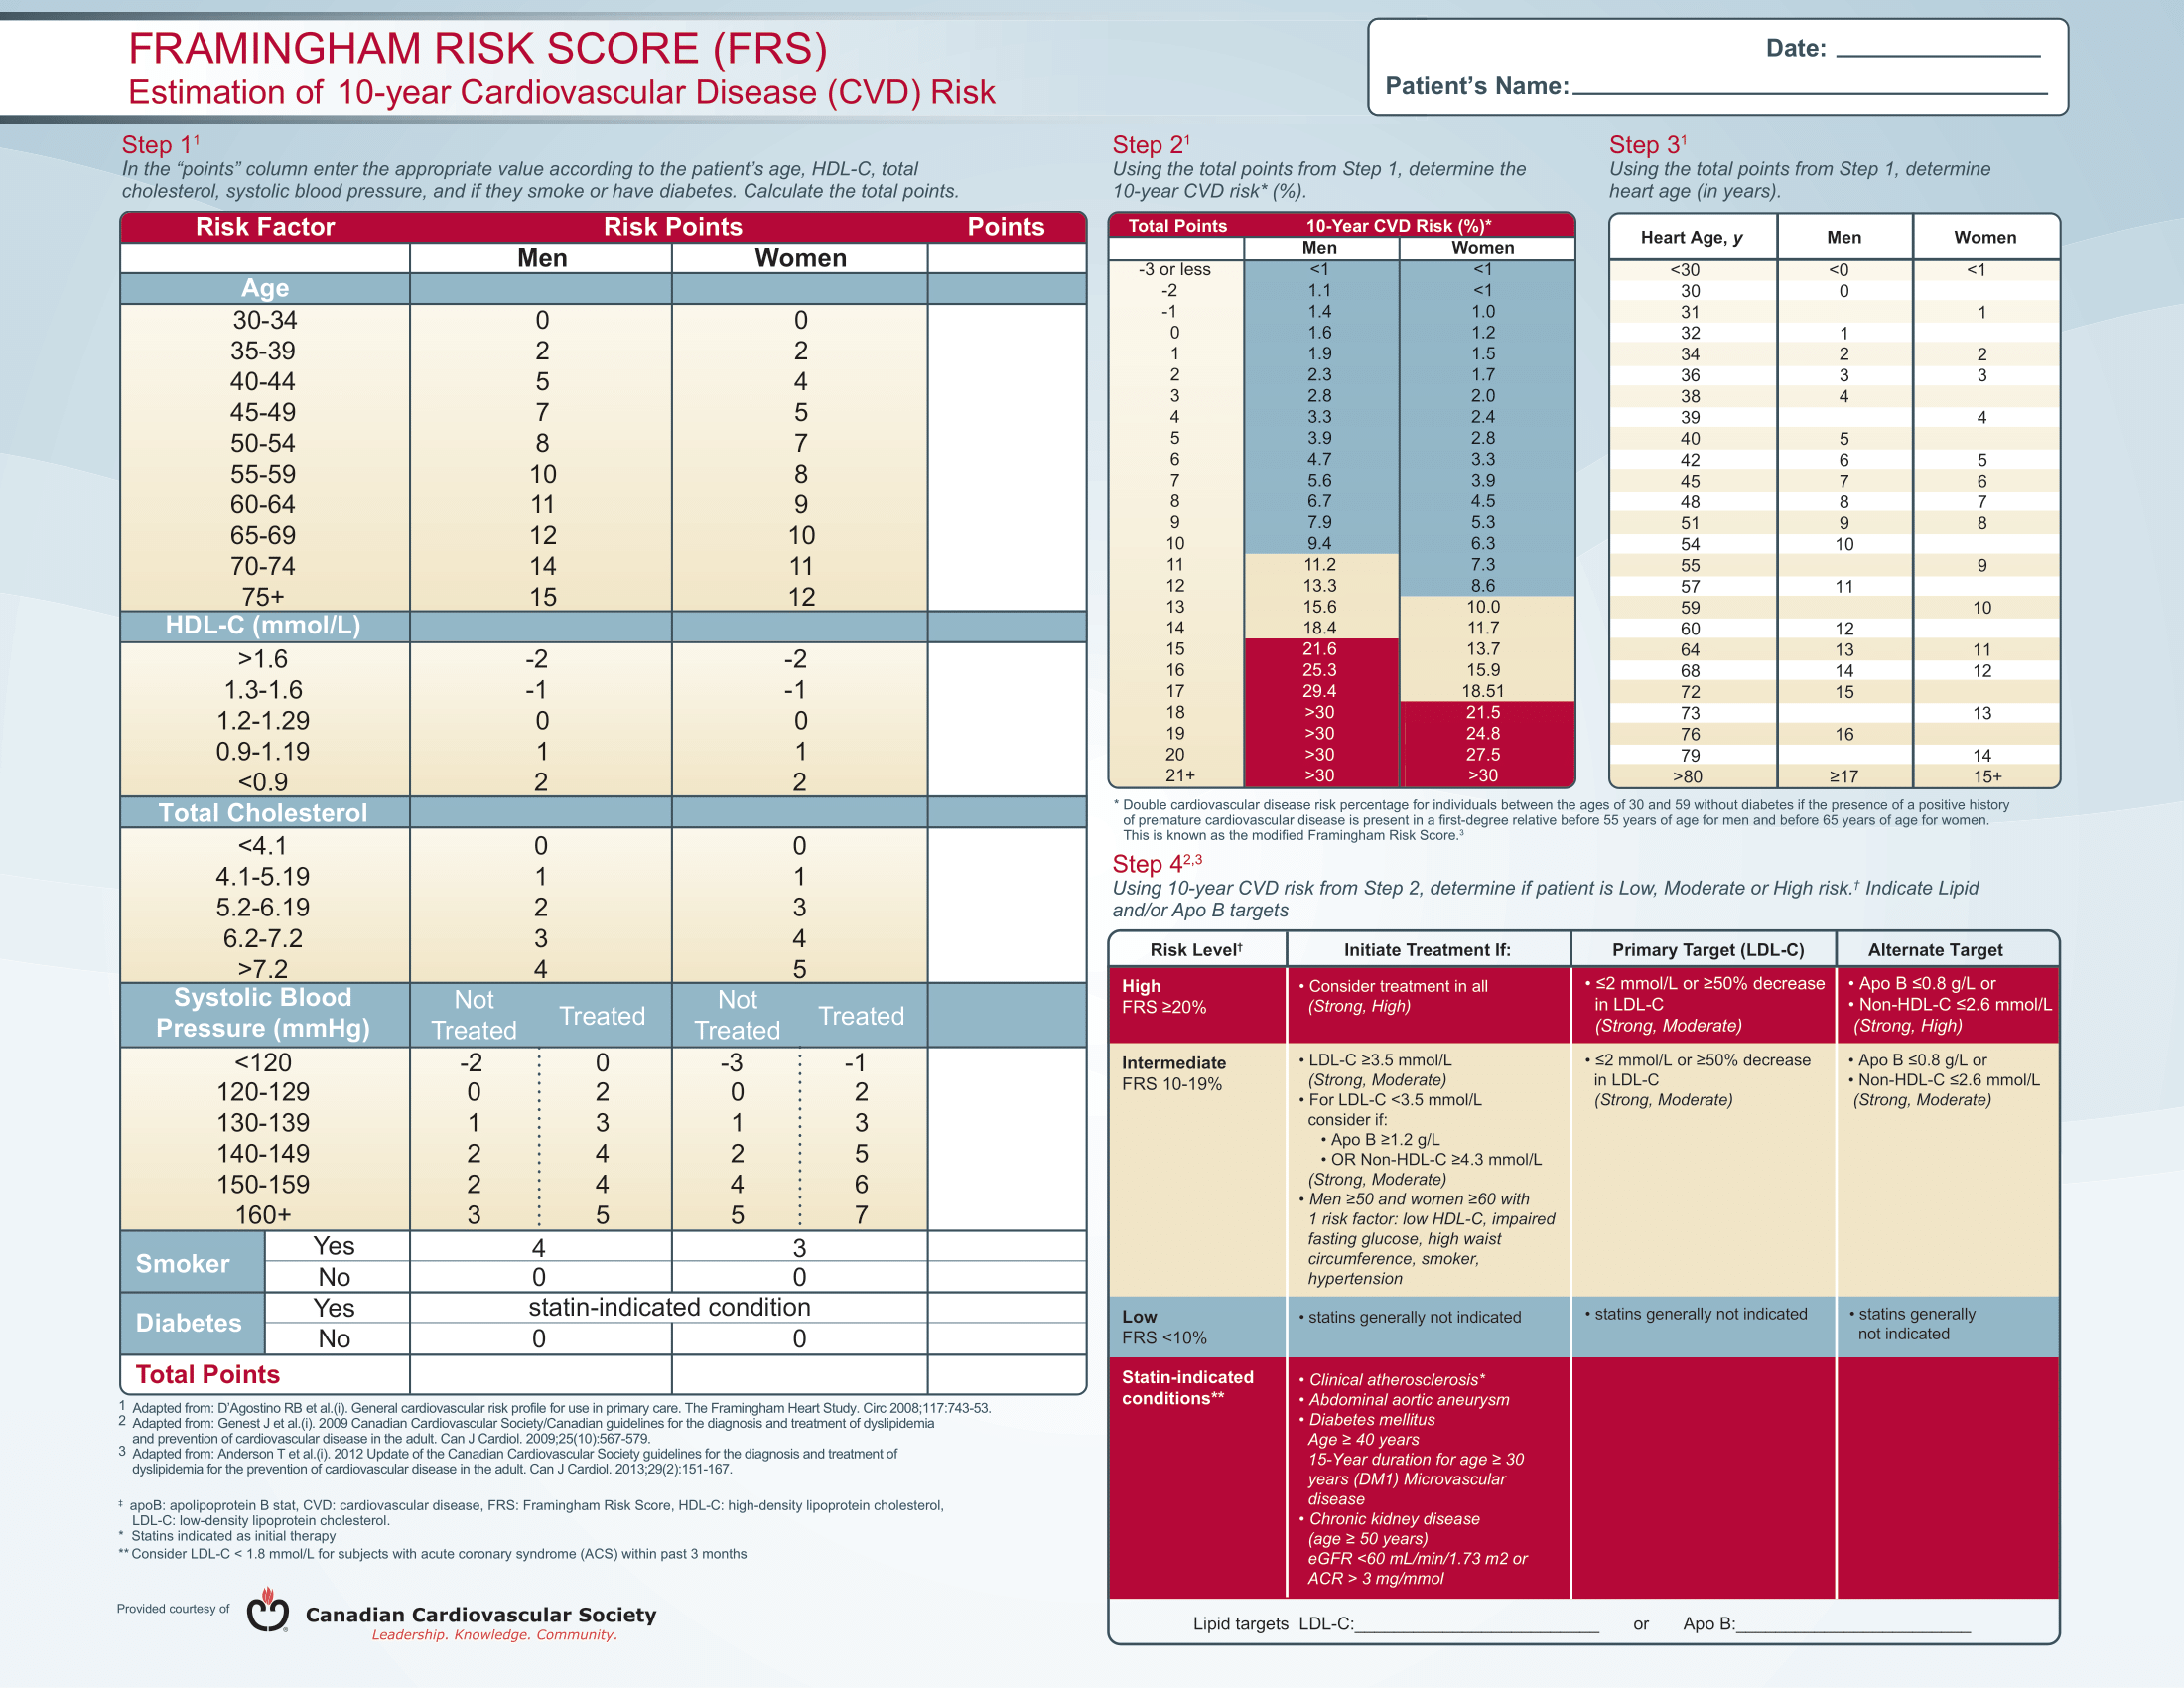 FRAMINGHAM RISK SCORE (FRS)
Estimation of 10-year Cardiovascular Disease (CVD) Risk
Date:
Patient’s Name:
Step 1¹
In the “points” column enter the appropriate value according to the patient’s age, HDL-C, total
cholesterol, systolic blood pressure, and if they smoke or have diabetes. Calculate the total points.
Risk Factor Risk Points Points
Men Women
Age
30-34 0 0
35-39 2 2
40-44 5 4
45-49 7 5
50-54 8 7
55-59 10 8
60-64 11 9
65-69 12 10
70-74 14 11
75+ 15 12
HDL-C (mmol/L)
>1.6 -2 -2
1.3-1.6 -1 -1
1.2-1.29 0 0
0.9-1.19 1 1
<0.9 2 2
Total Cholesterol
<4.1 0 0
4.1-5.19 1 1
5.2-6.19 2 3
6.2-7.2 3 4
>7.2 4 5
Systolic Blood Pressure (mmHg) Not Treated Treated Not Treated Treated
<120 -2 0 -3 -1
120-129 0 2 0 2
130-139 1 3 1 3
140-149 2 4 2 5
150-159 2 4 4 6
160+ 3 5 5 7
Smoker
Yes 4 3
No 0 0
Diabetes
Yes statin-indicated condition
No 0 0
Total Points
1 Adapted from: D’Agostino RB et al.(i). General cardiovascular risk profile for use in primary care. The Framingham Heart Study. Circ 2008;117:743-53.
2 Adapted from: Genest J et al.(i). 2009 Canadian Cardiovascular Society/Canadian guidelines for the diagnosis and treatment of dyslipidemia
and prevention of cardiovascular disease in the adult. Can J Cardiol. 2009;25(10):567-579.
3 Adapted from: Anderson T et al.(i). 2012 Update of the Canadian Cardiovascular Society guidelines for the diagnosis and treatment of
dyslipidemia for the prevention of cardiovascular disease in the adult. Can J Cardiol. 2013;29(2):151-167.
‡ apoB: apolipoprotein B stat, CVD: cardiovascular disease, FRS: Framingham Risk Score, HDL-C: high-density lipoprotein cholesterol,
LDL-C: low-density lipoprotein cholesterol.
* Statins indicated as initial therapy
** Consider LDL-C < 1.8 mmol/L for subjects with acute coronary syndrome (ACS) within past 3 months
Provided courtesy of
Canadian Cardiovascular Society
Leadership. Knowledge. Community.
Step 2¹
Using the total points from Step 1, determine the
10-year CVD risk* (%).
Total Points 10-Year CVD Risk (%)*
Men Women
-3 or less <1 <1
-2 1.1 <1
-1 1.4 1.0
0 1.6 1.2
1 1.9 1.5
2 2.3 1.7
3 2.8 2.0
4 3.3 2.4
5 3.9 2.8
6 4.7 3.3
7 5.6 3.9
8 6.7 4.5
9 7.9 5.3
10 9.4 6.3
11 11.2 7.3
12 13.3 8.6
13 15.6 10.0
14 18.4 11.7
15 21.6 13.7
16 25.3 15.9
17 29.4 18.51
18 >30 21.5
19 >30 24.8
20 >30 27.5
21+ >30 >30
Step 3¹
Using the total points from Step 1, determine
heart age (in years).
Heart Age, y Men Women
<30 <0 <1
30 0
31 1
32 1
34 2 2
36 3 3
38 4
39 4
40 5
42 6 5
45 7 6
48 8 7
51 9 8
54 10
55 9
57 11
59 10
60 12
64 13 11
68 14 12
72 15
73 13
76 16
79 14
>80 ≥17 15+
* Double cardiovascular disease risk percentage for individuals between the ages of 30 and 59 without diabetes if the presence of a positive history
of premature cardiovascular disease is present in a first-degree relative before 55 years of age for men and before 65 years of age for women.
This is known as the modified Framingham Risk Score.³
Step 4²,³
Using 10-year CVD risk from Step 2, determine if patient is Low, Moderate or High risk.† Indicate Lipid
and/or Apo B targets
Risk Level† Initiate Treatment If: Primary Target (LDL-C) Alternate Target
High
FRS ≥20%
• Consider treatment in all
(Strong, High)
• ≤2 mmol/L or ≥50% decrease
in LDL-C
(Strong, Moderate)
• Apo B ≤0.8 g/L or
• Non-HDL-C ≤2.6 mmol/L
(Strong, High)
Intermediate
FRS 10-19%
• LDL-C ≥3.5 mmol/L
(Strong, Moderate)
• For LDL-C <3.5 mmol/L
consider if:
• Apo B ≥1.2 g/L
• OR Non-HDL-C ≥4.3 mmol/L
(Strong, Moderate)
• Men ≥50 and women ≥60 with
1 risk factor: low HDL-C, impaired
fasting glucose, high waist
circumference, smoker,
hypertension
• ≤2 mmol/L or ≥50% decrease
in LDL-C
(Strong, Moderate)
• Apo B ≤0.8 g/L or
• Non-HDL-C ≤2.6 mmol/L
(Strong, Moderate)
Low
FRS <10%
• statins generally not indicated
• statins generally not indicated
• statins generally
not indicated
Statin-indicated
conditions**
• Clinical atherosclerosis*
• Abdominal aortic aneurysm
• Diabetes mellitus
Age ≥ 40 years
15-Year duration for age ≥ 30
years (DM1) Microvascular
disease
• Chronic kidney disease
(age ≥ 50 years)
eGFR <60 mL/min/1.73 m2 or
ACR > 3 mg/mmol
Lipid targets LDL-C: or Apo B: